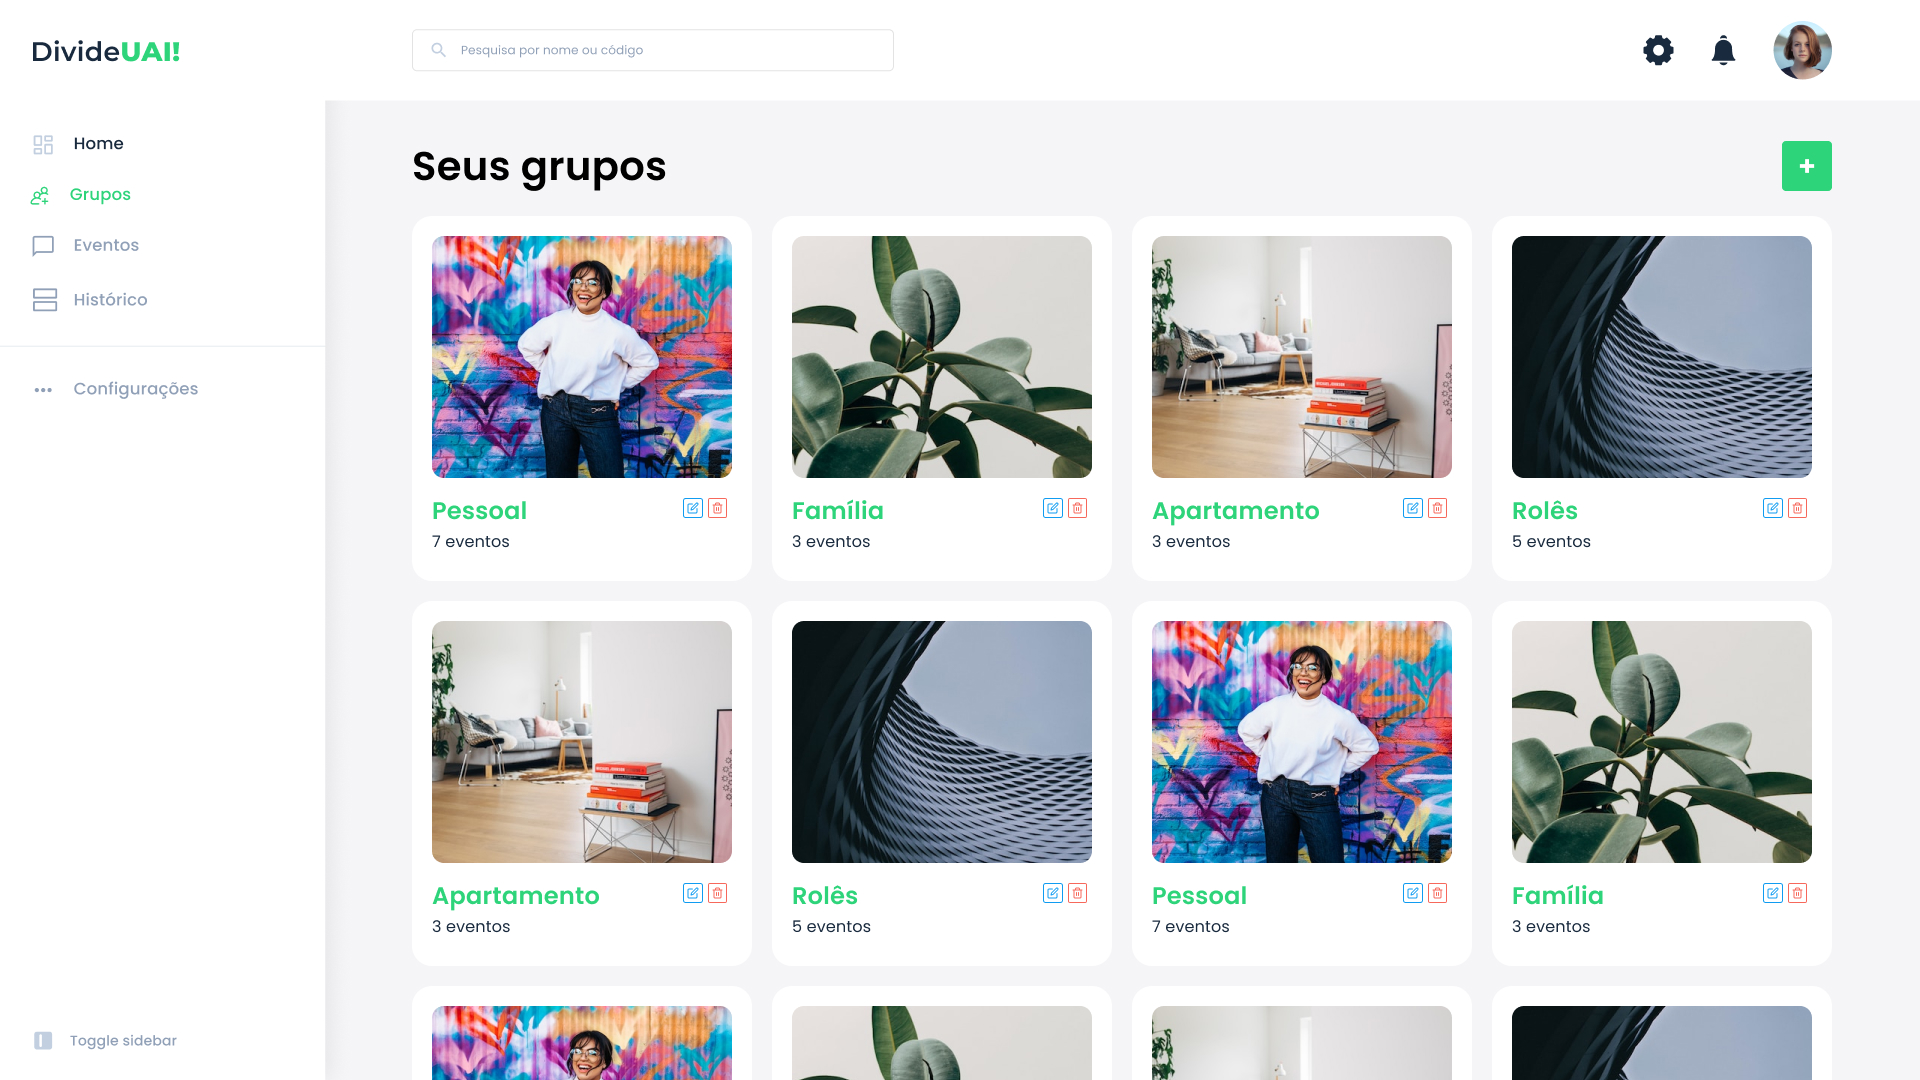 DivideUAI!
Pesquisa por nome ou código
Home
Grupos
Eventos
Histórico
Configurações
Toggle sidebar
Seus grupos
+
Pessoal
7 eventos
Família
3 eventos
Apartamento
3 eventos
Rolês
5 eventos
Apartamento
3 eventos
Rolês
5 eventos
Pessoal
7 eventos
Família
3 eventos